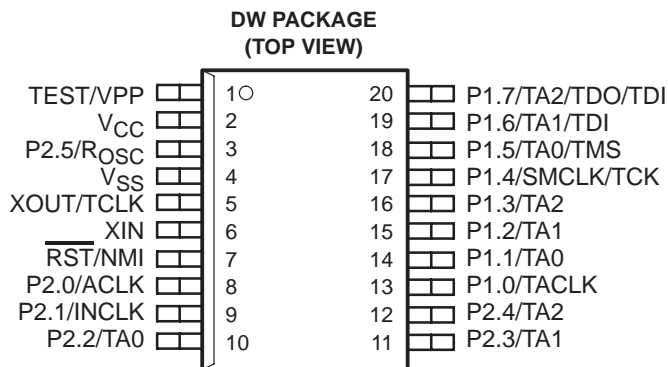 DW PACKAGE
(TOP VIEW)
TEST/VPP 1 20 P1.7/TA2/TDO/TDI
VCC 2 19 P1.6/TA1/TDI
P2.5/ROSC 3 18 P1.5/TA0/TMS
VSS 4 17 P1.4/SMCLK/TCK
XOUT/TCLK 5 16 P1.3/TA2
XIN 6 15 P1.2/TA1
RST/NMI 7 14 P1.1/TA0
P2.0/ACLK 8 13 P1.0/TACLK
P2.1/INCLK 9 12 P2.4/TA2
P2.2/TA0 10 11 P2.3/TA1